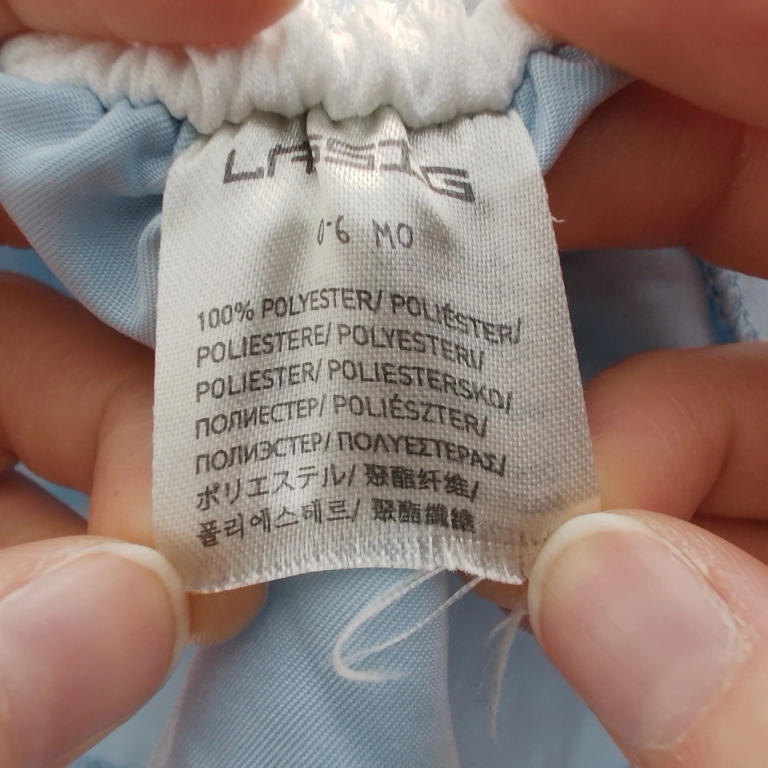 LASSIG
0-6 MO
100% POLYESTER/ POLIÉSTER/
POLIESTERE/ POLYESTERI/
POLIESTER/ POLIESTERSKO/
ПОЛИЕСТЕР/ POLIÉSZTER/
ПОЛИЭСТЕР/ ΠΟΛΥΕΣΤΕΡΑΣ/
ポリエステル/ 聚酯纤维/
폴리에스테르/ 聚酯纖維